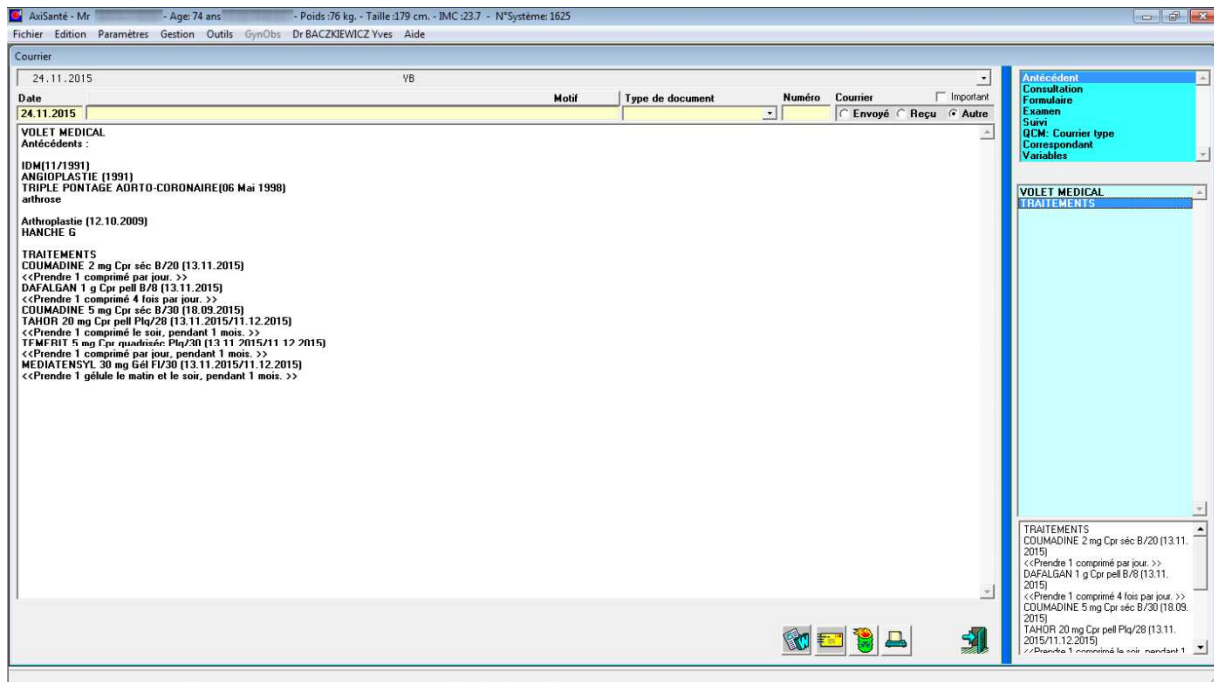 AxiSanté - Mr - Age: 74 ans - Poids :76 kg. - Taille :179 cm. - IMC :23.7 - N°Système: 1625
Fichier Edition Paramètres Gestion Outils GynObs Dr BACZKIEWICZ Yves Aide
Courrier
24.11.2015 YB
Date Motif Type de document Numéro Courrier Important
24.11.2015 Envoyé Reçu Autre
VOLET MEDICAL
Antécédents :
IDM(11/1991)
ANGIOPLASTIE (1991)
TRIPLE PONTAGE AORTO-CORONAIRE(06 Mai 1998)
arthrose
Arthroplastie (12.10.2009)
HANCHE G
TRAITEMENTS
COUMADINE 2 mg Cpr séc B/20 (13.11.2015)
<<Prendre 1 comprimé par jour. >>
DAFALGAN 1 g Cpr pell B/8 (13.11.2015)
<<Prendre 1 comprimé 4 fois par jour. >>
COUMADINE 5 mg Cpr séc B/30 (18.09.2015)
TAHOR 20 mg Cpr pell Plq/28 (13.11.2015/11.12.2015)
<<Prendre 1 comprimé le soir, pendant 1 mois. >>
TEMERIT 5 mg Cpr quadriséc Plq/30 (13.11.2015/11.12.2015)
<<Prendre 1 comprimé par jour, pendant 1 mois. >>
MEDIATENSYL 30 mg Gél Fl/30 (13.11.2015/11.12.2015)
<<Prendre 1 gélule le matin et le soir, pendant 1 mois. >>
Antécédent
Consultation
Formulaire
Examen
Suivi
QCM: Courrier type
Correspondant
Variables
VOLET MEDICAL
TRAITEMENTS
TRAITEMENTS
COUMADINE 2 mg Cpr séc B/20 (13.11.
2015)
<<Prendre 1 comprimé par jour. >>
DAFALGAN 1 g Cpr pell B/8 (13.11.
2015)
<<Prendre 1 comprimé 4 fois par jour. >>
COUMADINE 5 mg Cpr séc B/30 (18.09.
2015)
TAHOR 20 mg Cpr pell Plq/28 (13.11.
2015/11.12.2015)
<<Prendre 1 comprimé le soir, pendant 1